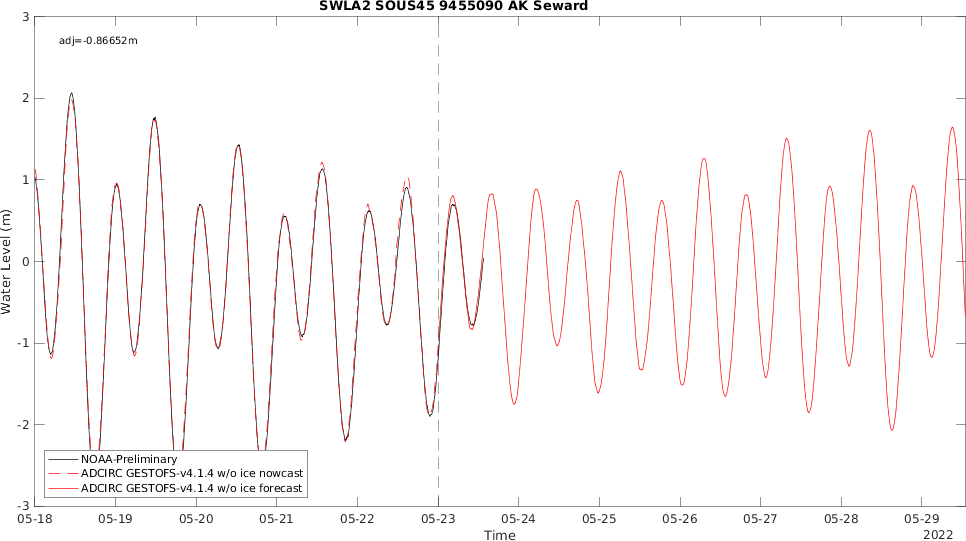 SWLA2 SOUS45 9455090 AK Seward
adj=-0.86652m
3
2
1
0
-1
-2
-3
Water Level (m)
NOAA-Preliminary
ADCIRC GESTOFS-v4.1.4 w/o ice nowcast
ADCIRC GESTOFS-v4.1.4 w/o ice forecast
05-18 05-19 05-20 05-21 05-22 05-23 05-24 05-25 05-26 05-27 05-28 05-29
Time
2022